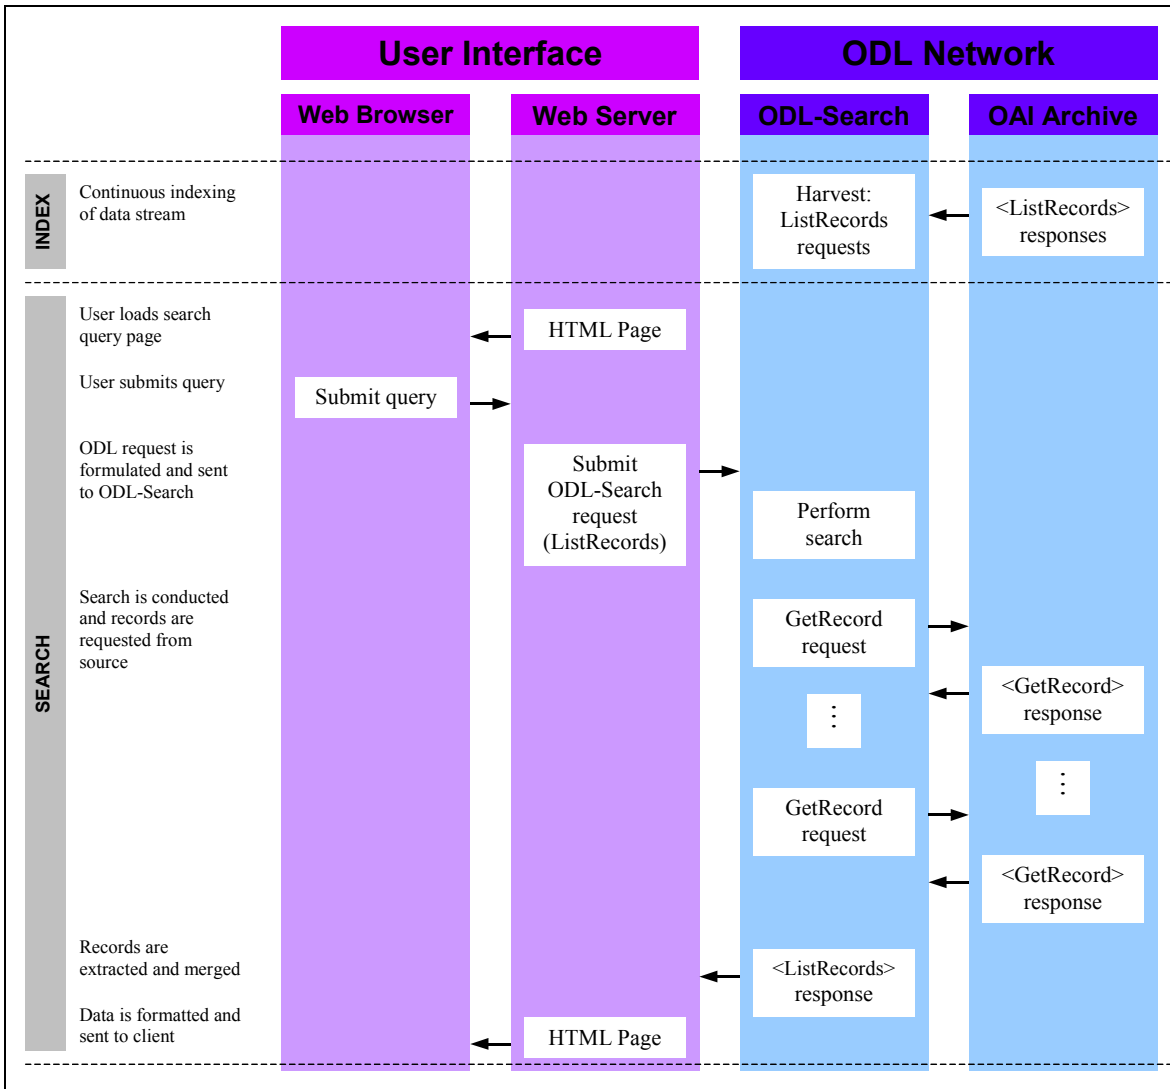 User Interface
ODL Network
Web Browser
Web Server
ODL-Search
OAI Archive
INDEX
Continuous indexing
of data stream
Harvest:
ListRecords
requests
<ListRecords>
responses
SEARCH
User loads search
query page
HTML Page
User submits query
Submit query
ODL request is
formulated and sent
to ODL-Search
Submit
ODL-Search
request
(ListRecords)
Perform
search
Search is conducted
and records are
requested from
source
GetRecord
request
<GetRecord>
response
⋮
⋮
GetRecord
request
<GetRecord>
response
Records are
extracted and merged
<ListRecords>
response
Data is formatted and
sent to client
HTML Page